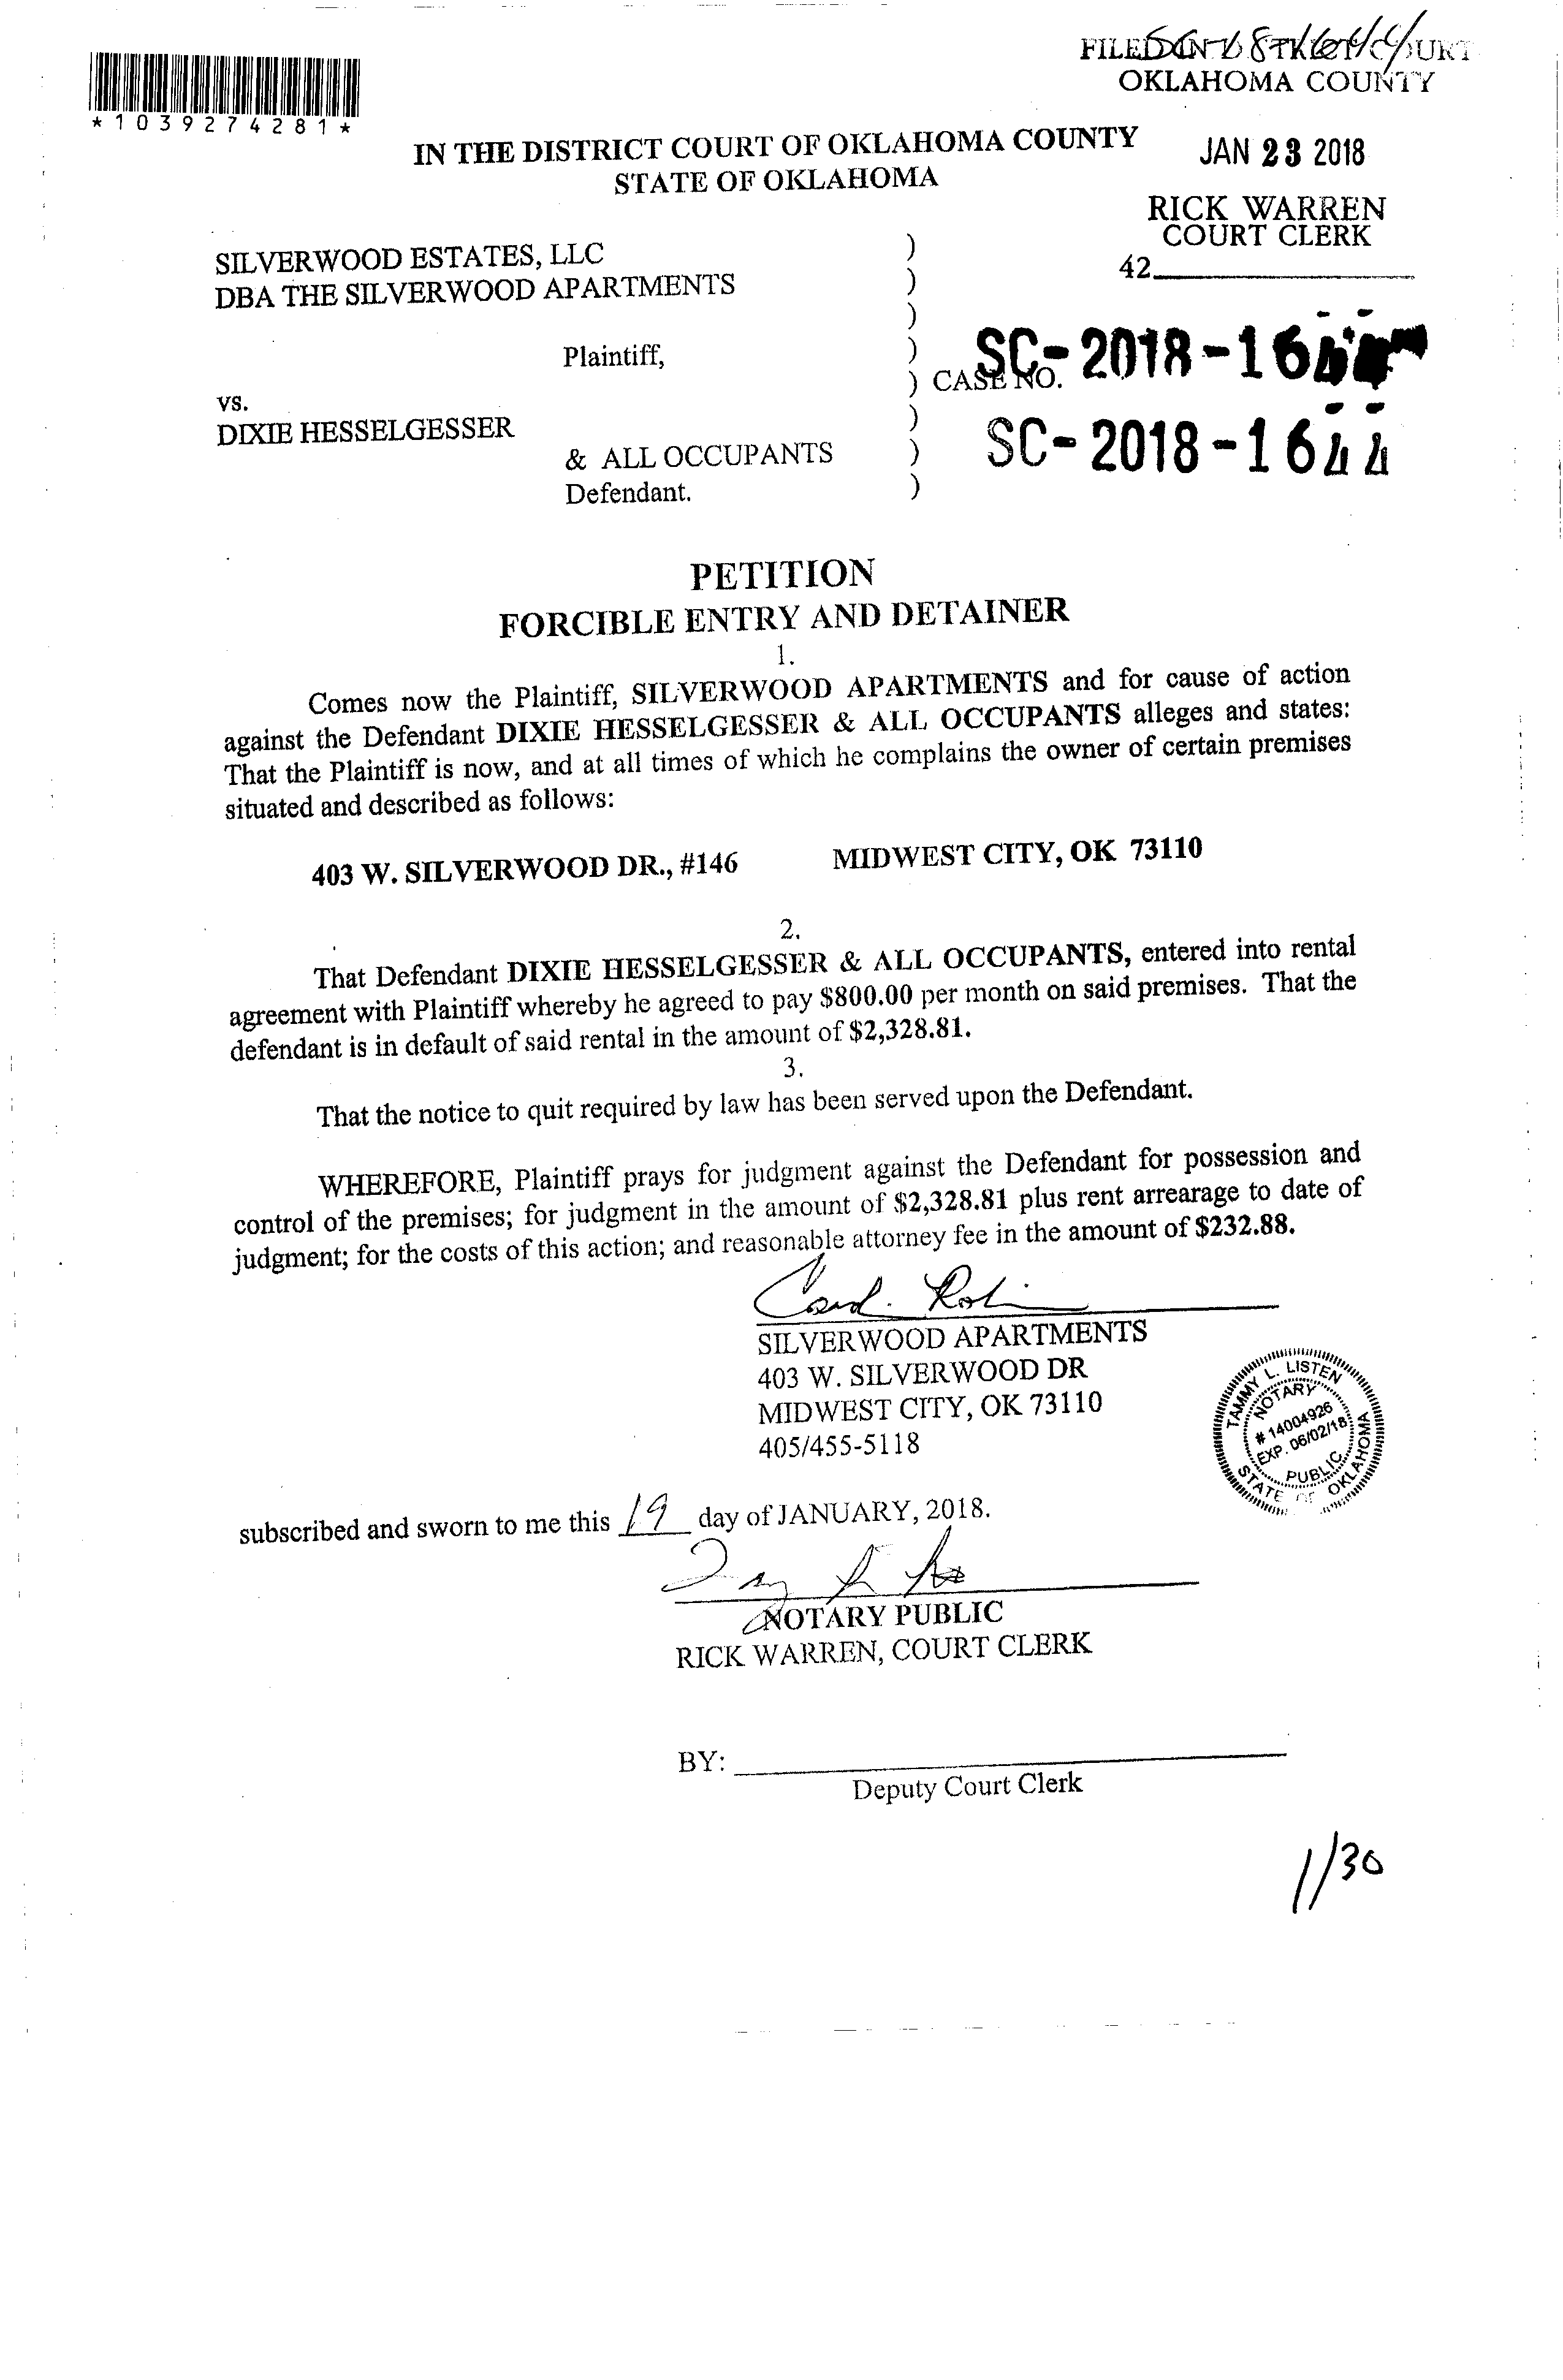 FILED IN DISTRICT COURT
OKLAHOMA COUNTY
*1039274281*
IN THE DISTRICT COURT OF OKLAHOMA COUNTY
STATE OF OKLAHOMA
JAN 23 2018
RICK WARREN
COURT CLERK
42
SILVERWOOD ESTATES, LLC )
DBA THE SILVERWOOD APARTMENTS )
)
Plaintiff, )
) CASE NO. SC-2018-16
vs.
DIXIE HESSELGESSER )
& ALL OCCUPANTS ) SC-2018-1644
Defendant. )
PETITION
FORCIBLE ENTRY AND DETAINER
1.
Comes now the Plaintiff, SILVERWOOD APARTMENTS and for cause of action
against the Defendant DIXIE HESSELGESSER & ALL OCCUPANTS alleges and states:
That the Plaintiff is now, and at all times of which he complains the owner of certain premises
situated and described as follows:
403 W. SILVERWOOD DR., #146 MIDWEST CITY, OK 73110
2.
That Defendant DIXIE HESSELGESSER & ALL OCCUPANTS, entered into rental
agreement with Plaintiff whereby he agreed to pay $800.00 per month on said premises. That the
defendant is in default of said rental in the amount of $2,328.81.
3.
That the notice to quit required by law has been served upon the Defendant.
WHEREFORE, Plaintiff prays for judgment against the Defendant for possession and
control of the premises; for judgment in the amount of $2,328.81 plus rent arrearage to date of
judgment; for the costs of this action; and reasonable attorney fee in the amount of $232.88.
SILVERWOOD APARTMENTS
403 W. SILVERWOOD DR
MIDWEST CITY, OK 73110
405/455-5118
TAMMY L. LISTEN
NOTARY
# 14004926
EXP. 06/02/18
PUBLIC
STATE OF OKLAHOMA
subscribed and sworn to me this 19 day of JANUARY, 2018.
NOTARY PUBLIC
RICK WARREN, COURT CLERK
BY:
Deputy Court Clerk
1/30